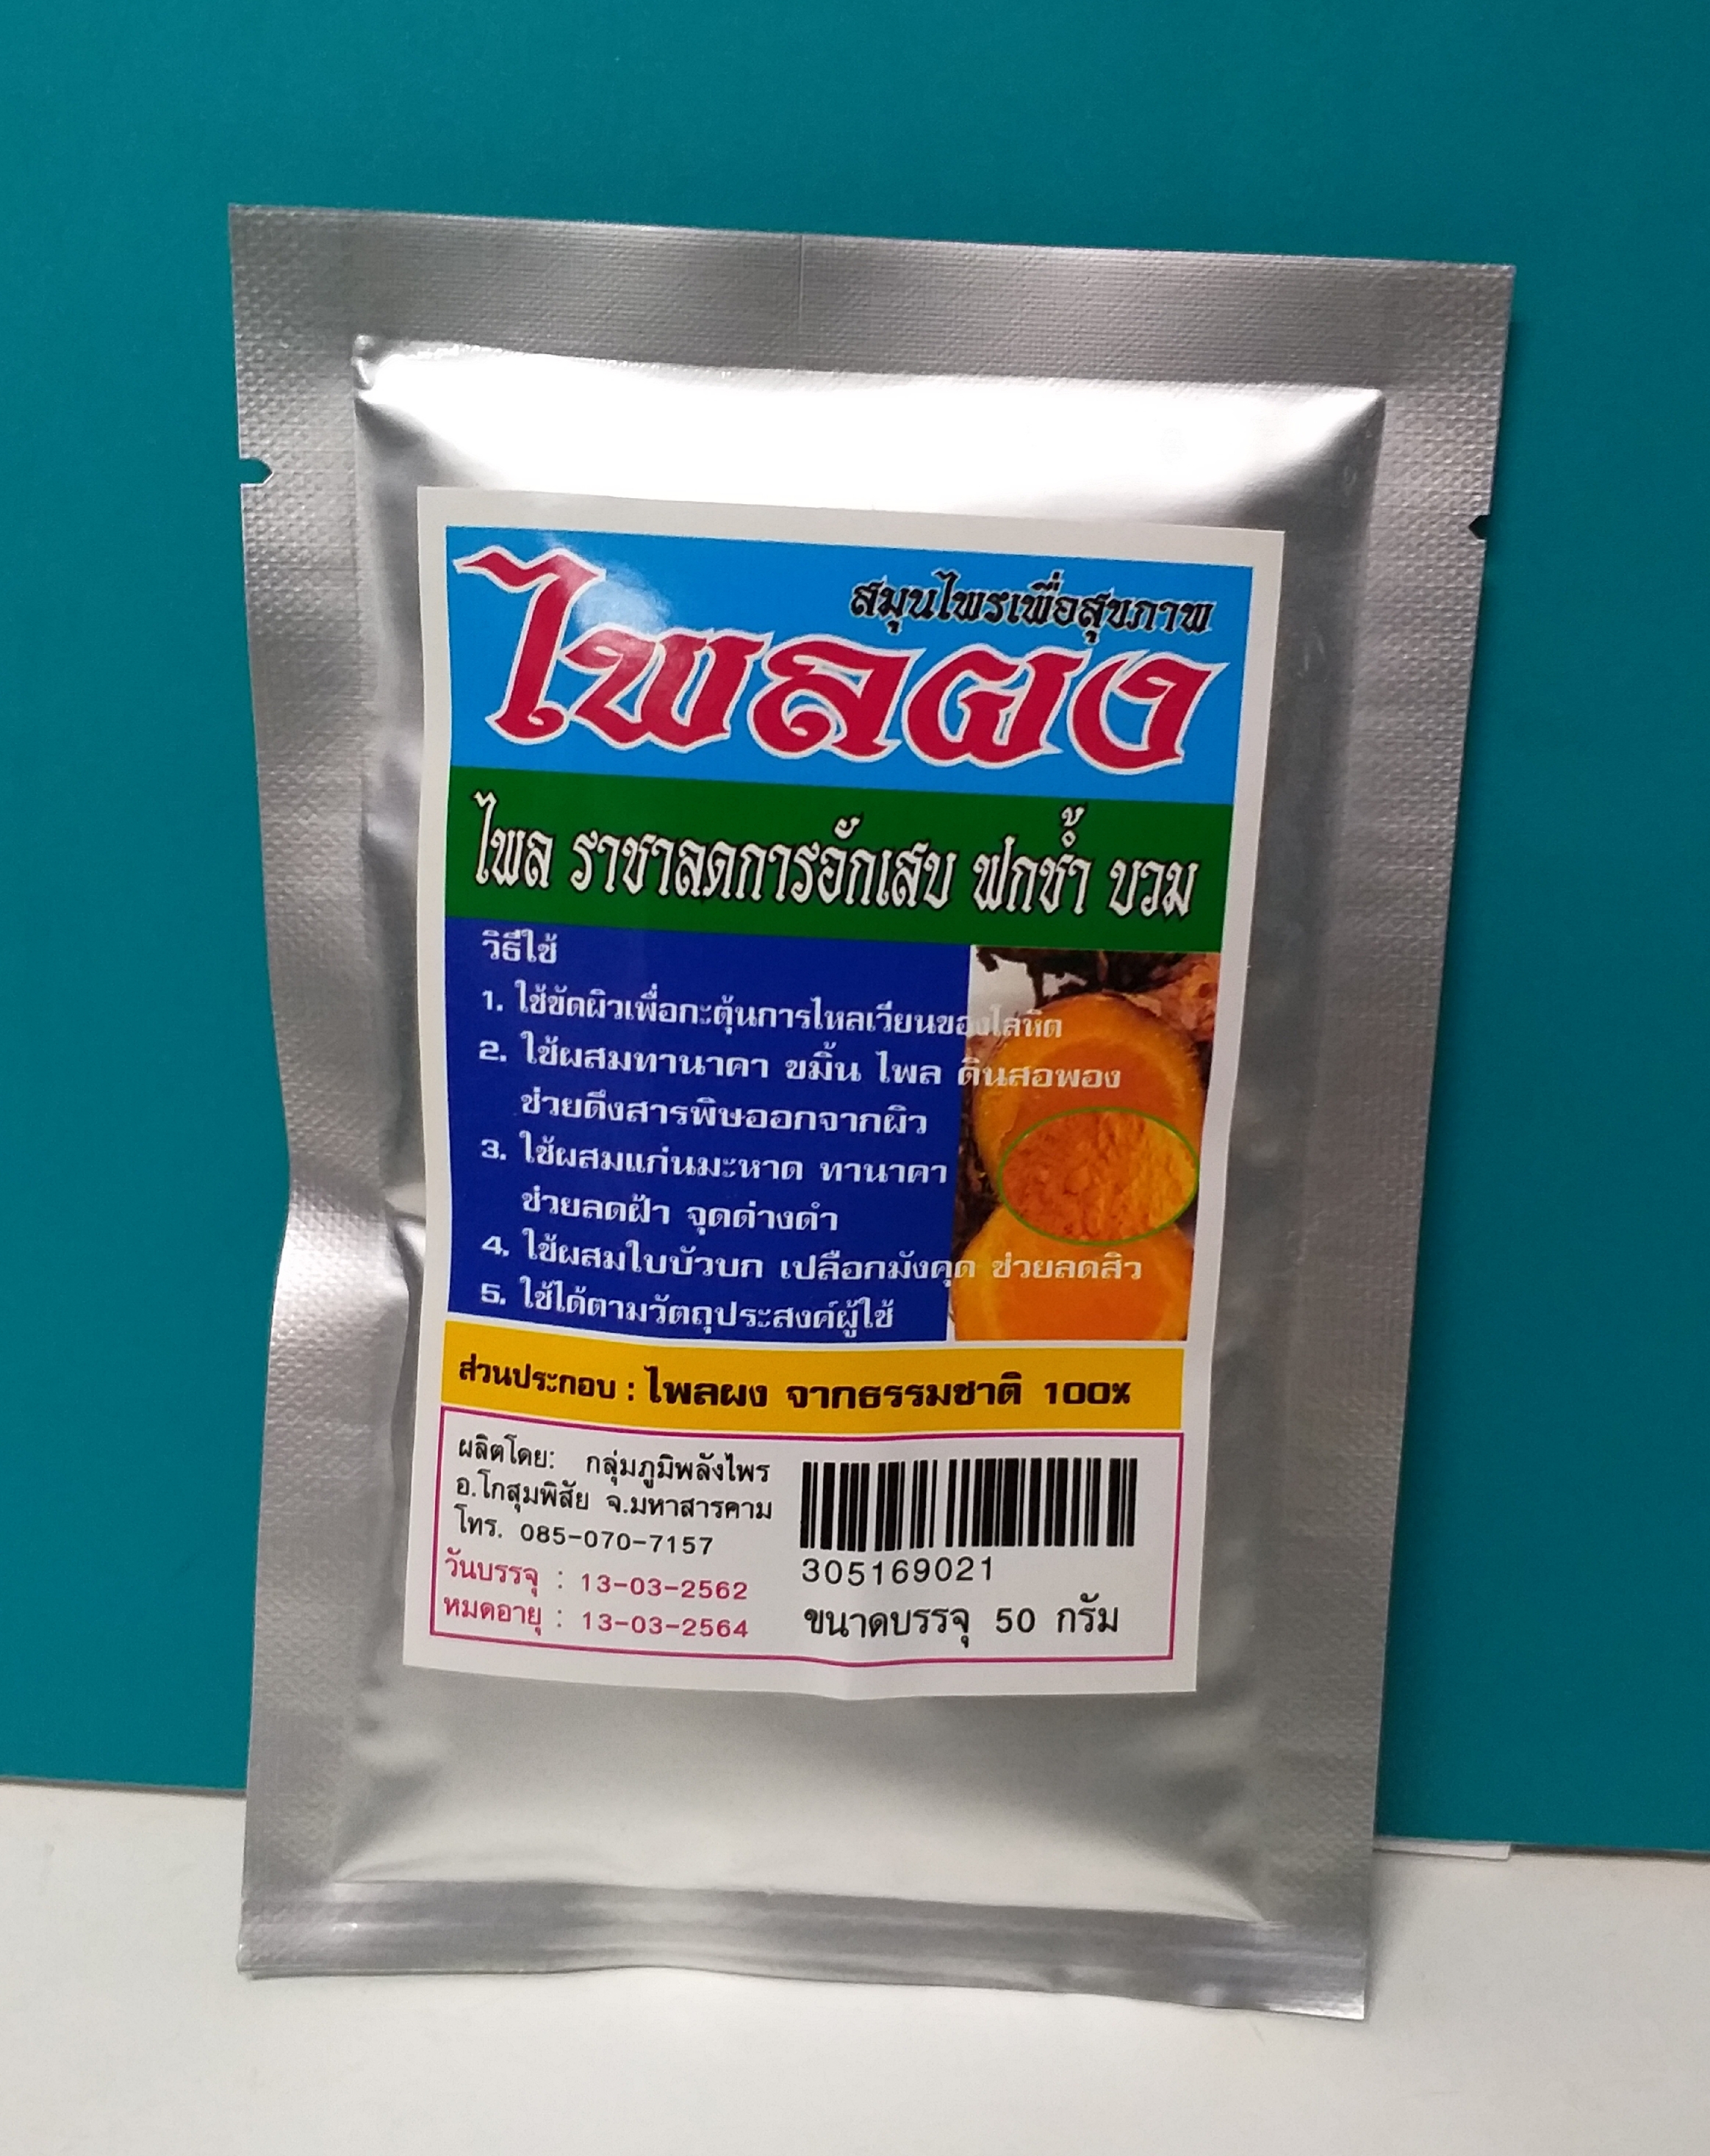 สมุนไพรเพื่อสุขภาพ
ไพลผง
ไพล ราชาลดการอักเสบ ฟกช้ำ บวม
วิธีใช้
1. ใช้ขัดผิวเพื่อกะตุ้นการไหลเวียนของโลหิต
2. ใช้ผสมทานาคา ขมิ้น ไพล ดินสอพอง
ช่วยดึงสารพิษออกจากผิว
3. ใช้ผสมแก่นมะหาด ทานาคา
ช่วยลดฝ้า จุดด่างดำ
4. ใช้ผสมใบบัวบก เปลือกมังคุด ช่วยลดสิว
5. ใช้ได้ตามวัตถุประสงค์ผู้ใช้
ส่วนประกอบ : ไพลผง จากธรรมชาติ 100%
ผลิตโดย: กลุ่มภูมิพลังไพร
อ.โกสุมพิสัย จ.มหาสารคาม
โทร. 085-070-7157
วันบรรจุ : 13-03-2562
หมดอายุ : 13-03-2564
305169021
ขนาดบรรจุ 50 กรัม